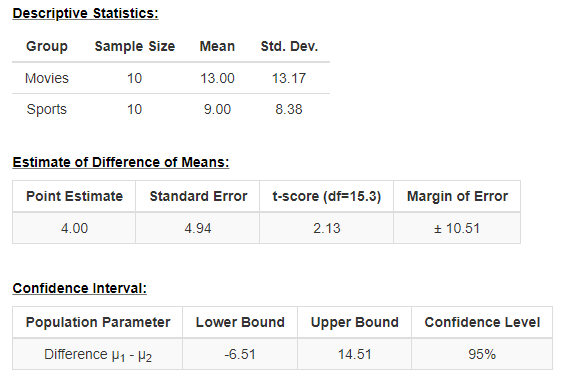 Descriptive Statistics:
Group Sample Size Mean Std. Dev.
Movies 10 13.00 13.17
Sports 10 9.00 8.38
Estimate of Difference of Means:
Point Estimate Standard Error t-score (df=15.3) Margin of Error
4.00 4.94 2.13 ± 10.51
Confidence Interval:
Population Parameter Lower Bound Upper Bound Confidence Level
Difference μ₁ - μ₂ -6.51 14.51 95%